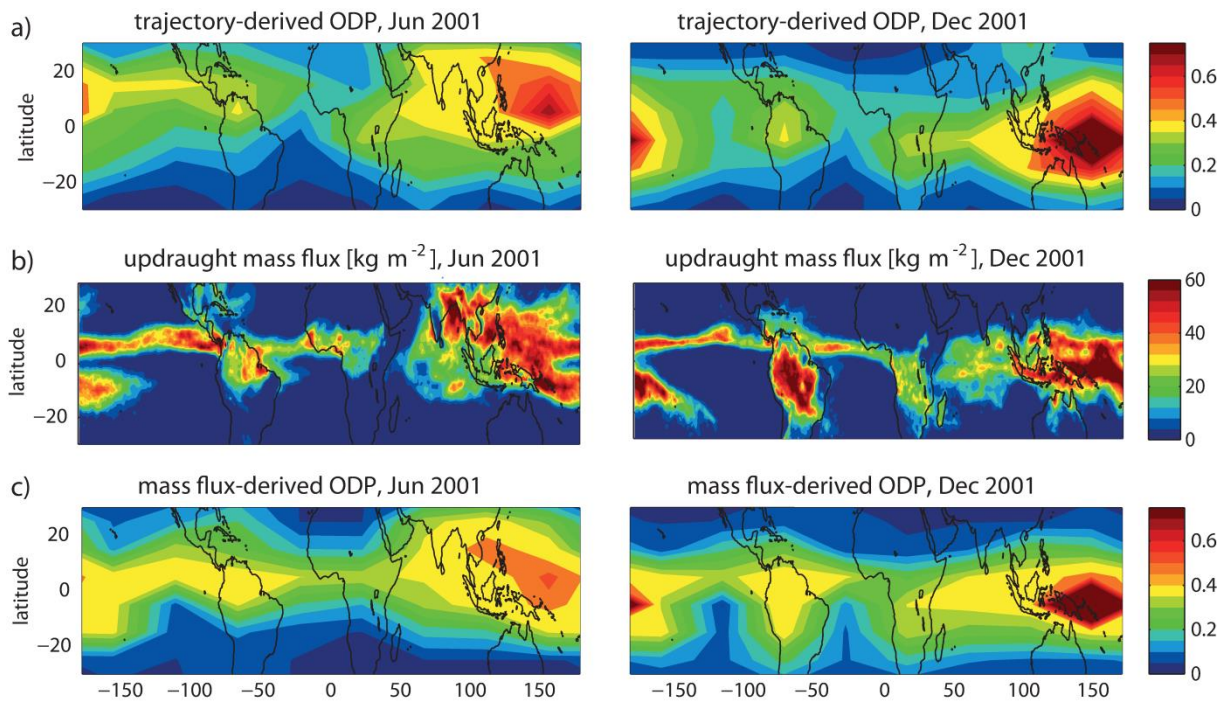 a)
trajectory-derived ODP, Jun 2001
trajectory-derived ODP, Dec 2001
latitude
20
0
−20
0.6
0.4
0.2
0
b)
updraught mass flux [kg m⁻²], Jun 2001
updraught mass flux [kg m⁻²], Dec 2001
latitude
20
0
−20
60
40
20
0
c)
mass flux-derived ODP, Jun 2001
mass flux-derived ODP, Dec 2001
latitude
20
0
−20
0.6
0.4
0.2
0
−150 −100 −50 0 50 100 150
−150 −100 −50 0 50 100 150